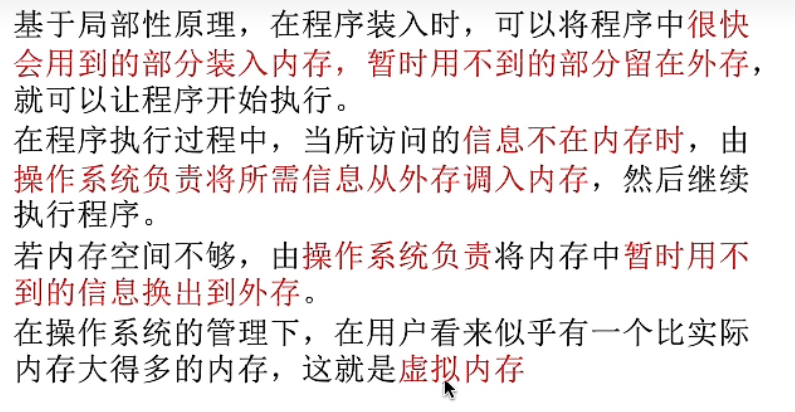 基于局部性原理，在程序装入时，可以将程序中很快
会用到的部分装入内存，暂时用不到的部分留在外存，
就可以让程序开始执行。
在程序执行过程中，当所访问的信息不在内存时，由
操作系统负责将所需信息从外存调入内存，然后继续
执行程序。
若内存空间不够，由操作系统负责将内存中暂时用不
到的信息换出到外存。
在操作系统的管理下，在用户看来似乎有一个比实际
内存大得多的内存，这就是虚拟内存